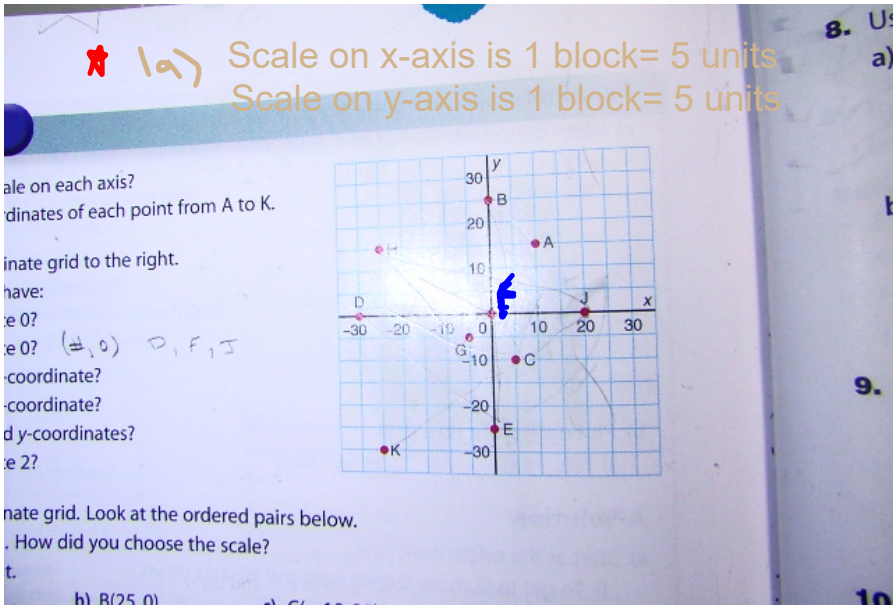 8. Us
1a) Scale on x-axis is 1 block= 5 units
a)
Scale on y-axis is 1 block= 5 units
ale on each axis?
dinates of each point from A to K.
inate grid to the right.
have:
e 0?
e 0? (#, 0) D, F, J
-coordinate?
-coordinate?
d y-coordinates?
e 2?
y
30
B
20
A
H
10
F
D
J
x
-30 -20 -10 0 10 20 30
G
-10
C
-20
E
K
-30
9.
nate grid. Look at the ordered pairs below.
. How did you choose the scale?
t.
b) B(25, 0)
10